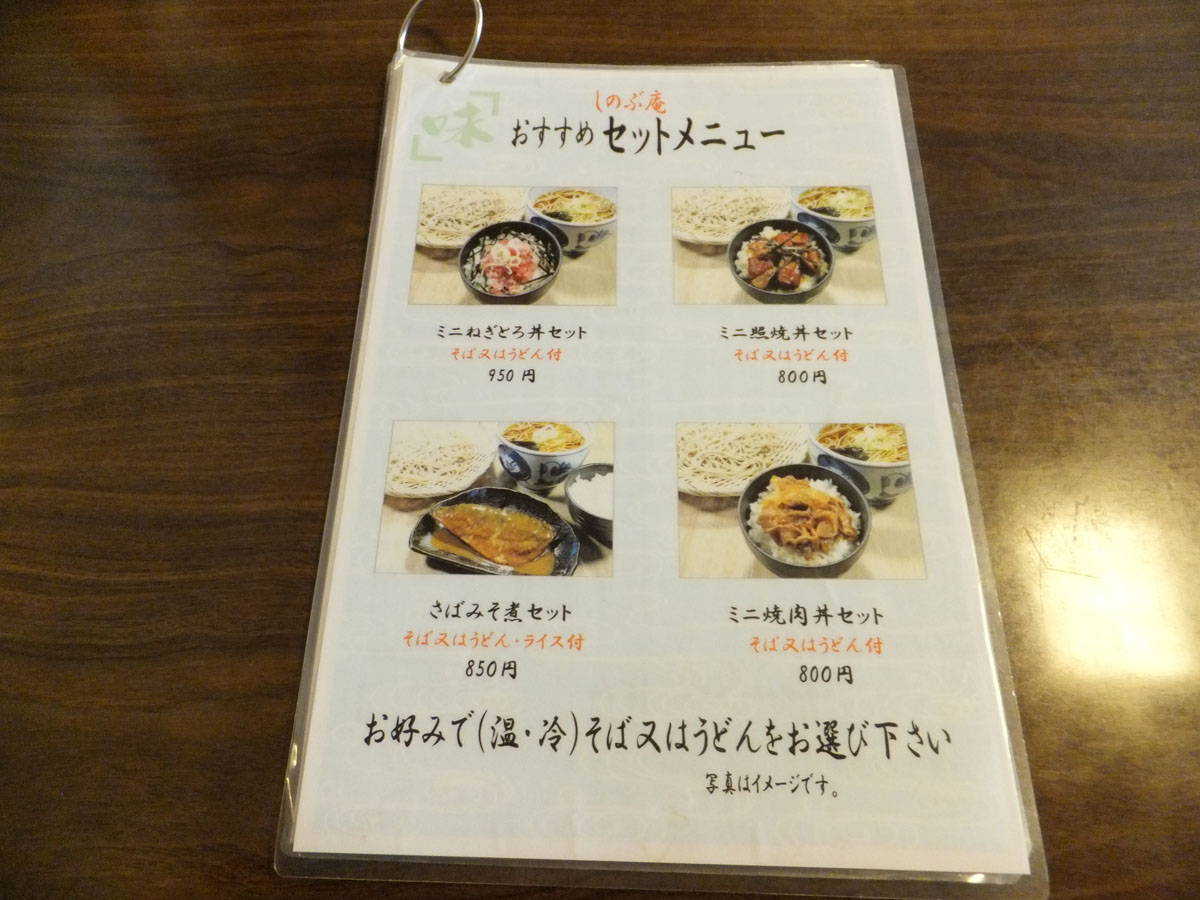 「味」
しのぶ庵
おすすめセットメニュー
ミニねぎとろ丼セット
そば又はうどん付
950円
ミニ照焼丼セット
そば又はうどん付
800円
さばみそ煮セット
そば又はうどん・ライス付
850円
ミニ焼肉丼セット
そば又はうどん付
800円
お好みで(温・冷)そば又はうどんをお選び下さい
写真はイメージです。